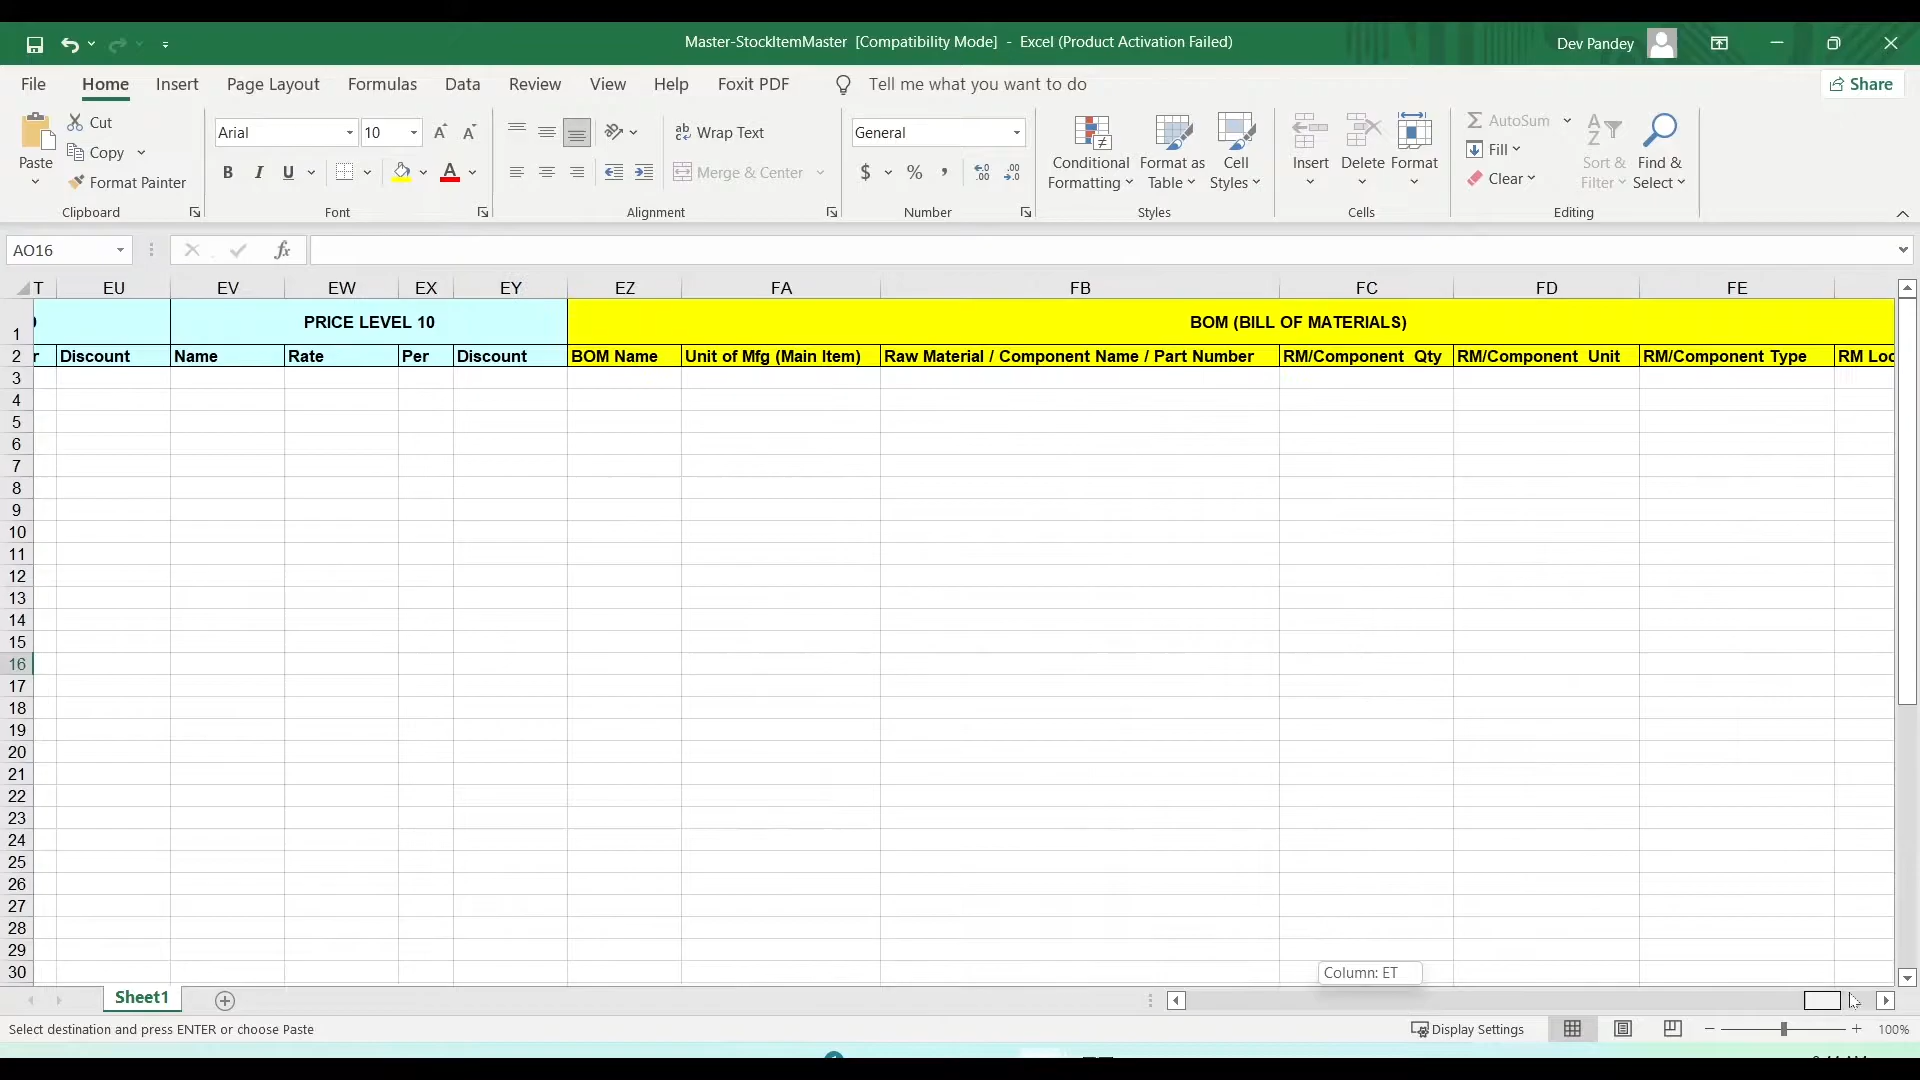 Master-StockItemMaster [Compatibility Mode] - Excel (Product Activation Failed)
Dev Pandey
File Home Insert Page Layout Formulas Data Review View Help Foxit PDF Tell me what you want to do Share
Paste
Cut
Copy
Format Painter
Clipboard
Arial 10
B I U A
Font
Wrap Text
Merge & Center
Alignment
General
$ % ,
Number
Conditional Formatting
Format as Table
Cell Styles
Styles
Insert
Delete
Format
Cells
AutoSum
Fill
Clear
Sort & Filter
Find & Select
Editing
AO16 fx
T EU EV EW EX EY EZ FA FB FC FD FE
1 PRICE LEVEL 10 BOM (BILL OF MATERIALS)
2 r Discount Name Rate Per Discount BOM Name Unit of Mfg (Main Item) Raw Material / Component Name / Part Number RM/Component Qty RM/Component Unit RM/Component Type RM Loc
3
4
5
6
7
8
9
10
11
12
13
14
15
16
17
18
19
20
21
22
23
24
25
26
27
28
29
30
Column: ET
Sheet1
Select destination and press ENTER or choose Paste
Display Settings
100%